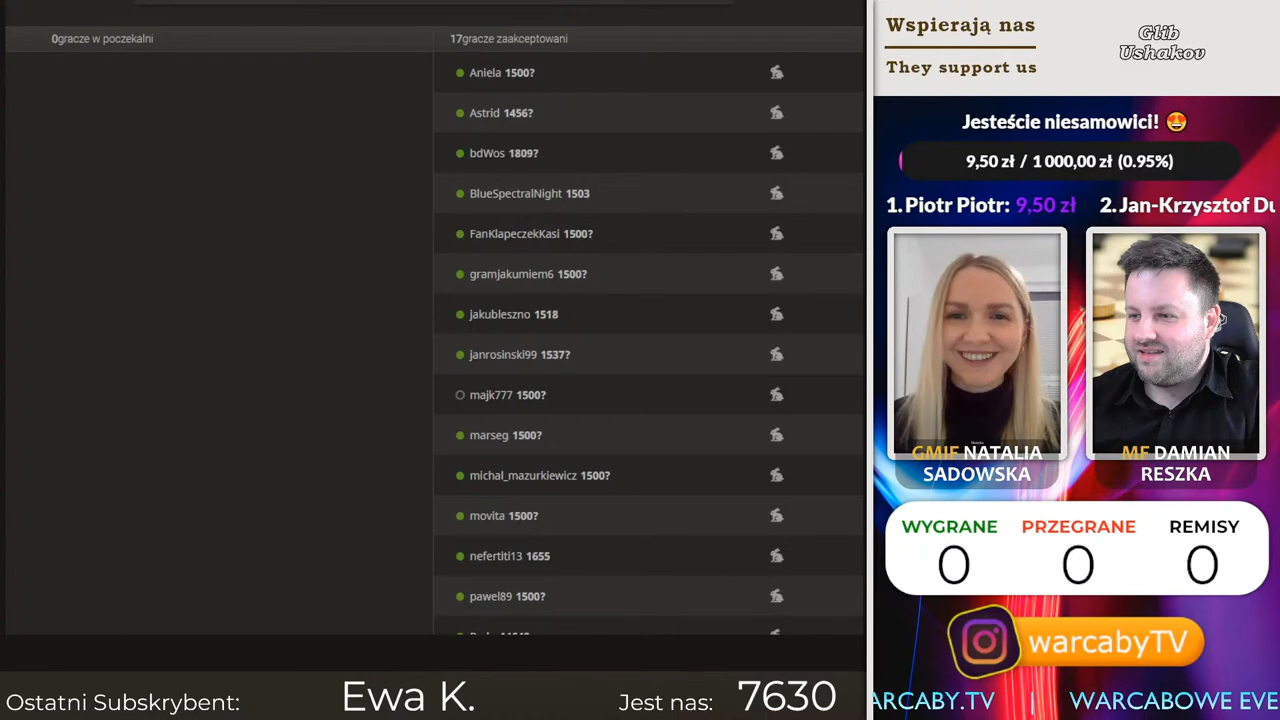 0gracze w poczekalni
17gracze zaakceptowani
Aniela 1500?
Astrid 1456?
bdWos 1809?
BlueSpectralNight 1503
FanKlapeczekKasi 1500?
gramjakumiem6 1500?
jakubleszno 1518
janrosinski99 1537?
majk777 1500?
marseg 1500?
michal_mazurkiewicz 1500?
movita 1500?
nefertiti13 1655
pawel89 1500?
Wspierają nas
They support us
Glib
Ushakov
Jesteście niesamowici! 😍
9,50 zł / 1 000,00 zł (0.95%)
1. Piotr Piotr: 9,50 zł 2. Jan-Krzysztof Du
GMIF NATALIA
SADOWSKA
MF DAMIAN
RESZKA
WYGRANE PRZEGRANE REMISY
0 0 0
warcabyTV
Ostatni Subskrybent: Ewa K. Jest nas: 7630
ARCABY.TV | WARCABOWE EVE